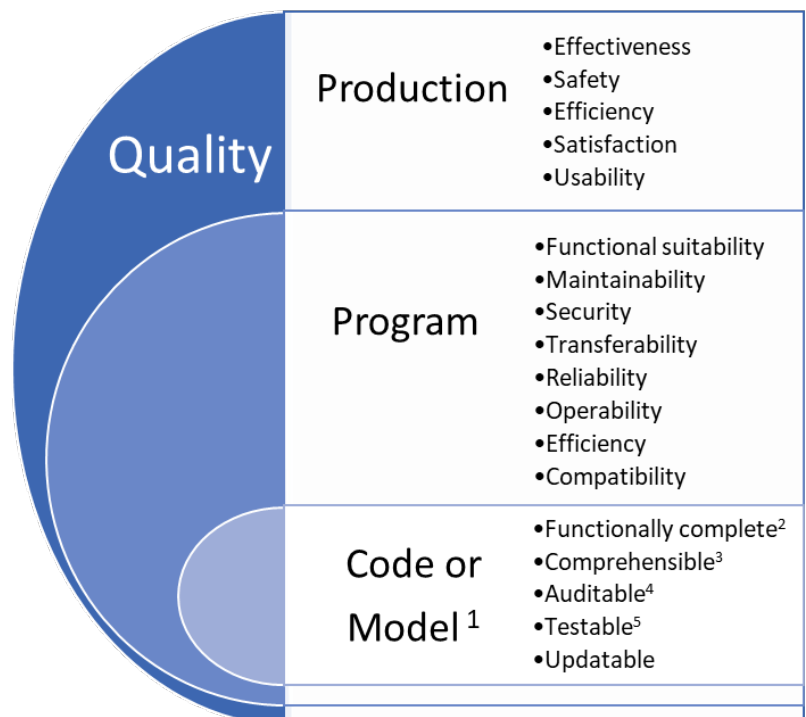 Quality
Production
•Effectiveness
•Safety
•Efficiency
•Satisfaction
•Usability
Program
•Functional suitability
•Maintainability
•Security
•Transferability
•Reliability
•Operability
•Efficiency
•Compatibility
Code or
Model ¹
•Functionally complete²
•Comprehensible³
•Auditable⁴
•Testable⁵
•Updatable